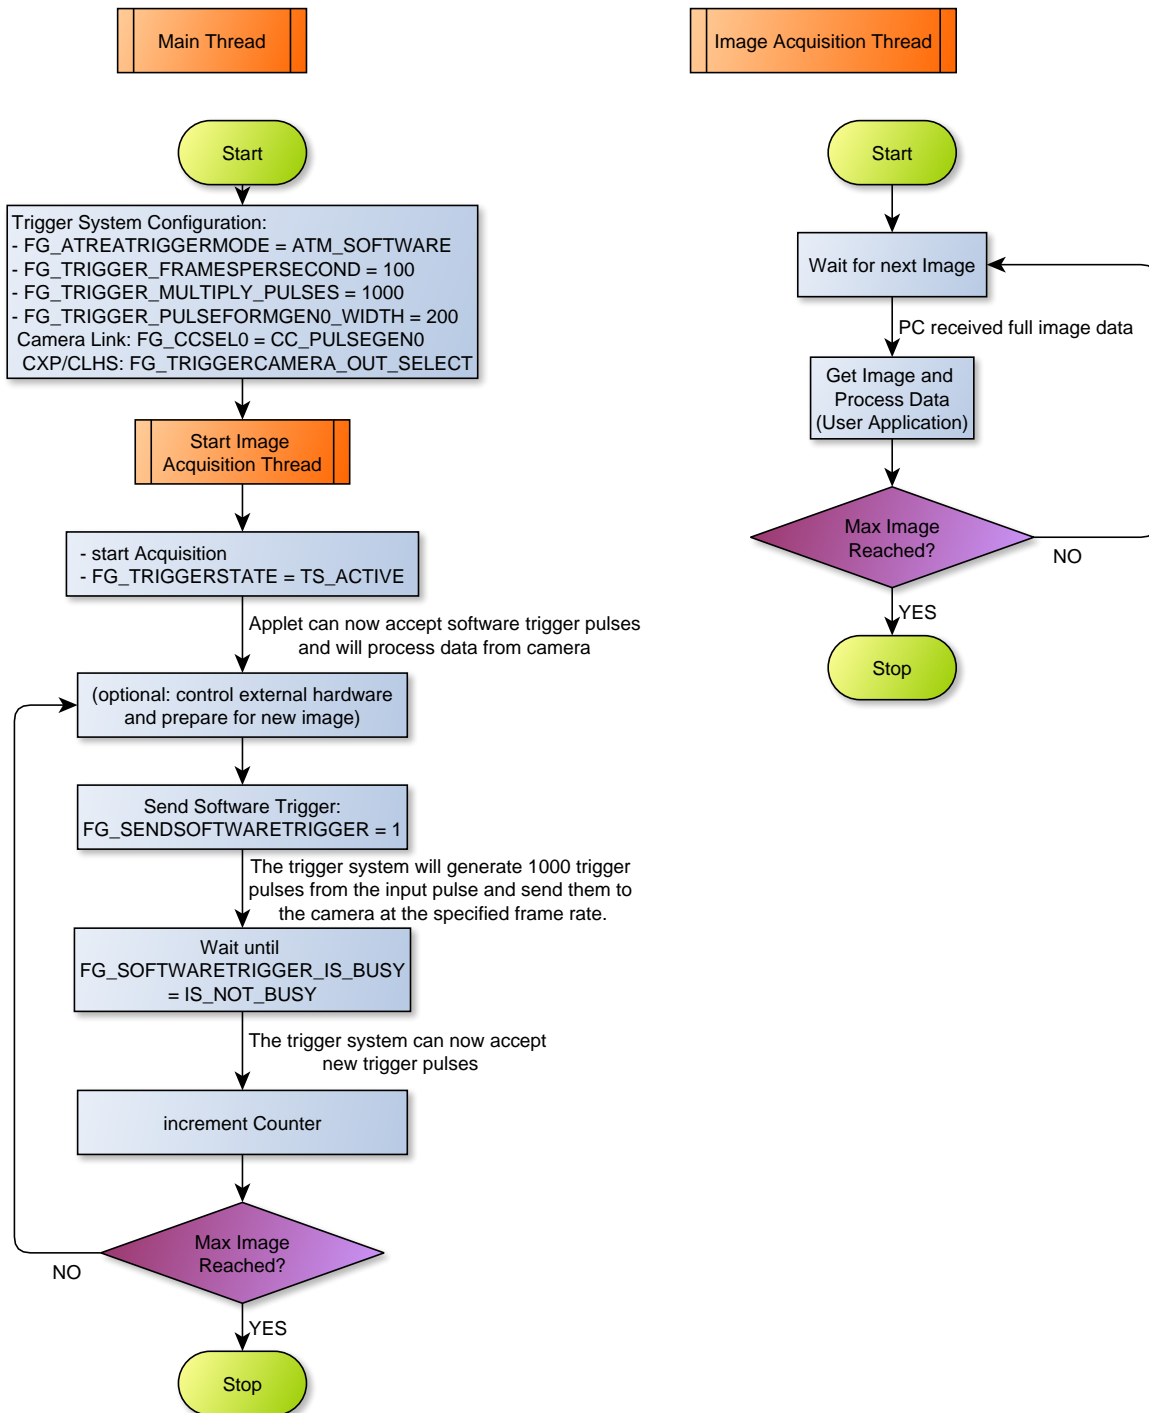 Main Thread
Start
Trigger System Configuration:
- FG_ATREATRIGGERMODE = ATM_SOFTWARE
- FG_TRIGGER_FRAMESPERSECOND = 100
- FG_TRIGGER_MULTIPLY_PULSES = 1000
- FG_TRIGGER_PULSEFORMGEN0_WIDTH = 200
Camera Link: FG_CCSEL0 = CC_PULSEGEN0
CXP/CLHS: FG_TRIGGERCAMERA_OUT_SELECT
Start Image
Acquisition Thread
- start Acquisition
- FG_TRIGGERSTATE = TS_ACTIVE
Applet can now accept software trigger pulses
and will process data from camera
(optional: control external hardware
and prepare for new image)
Send Software Trigger:
FG_SENDSOFTWARETRIGGER = 1
The trigger system will generate 1000 trigger
pulses from the input pulse and send them to
the camera at the specified frame rate.
Wait until
FG_SOFTWARETRIGGER_IS_BUSY
= IS_NOT_BUSY
The trigger system can now accept
new trigger pulses
increment Counter
Max Image
Reached?
NO
YES
Stop
Image Acquisition Thread
Start
Wait for next Image
PC received full image data
Get Image and
Process Data
(User Application)
Max Image
Reached?
NO
YES
Stop